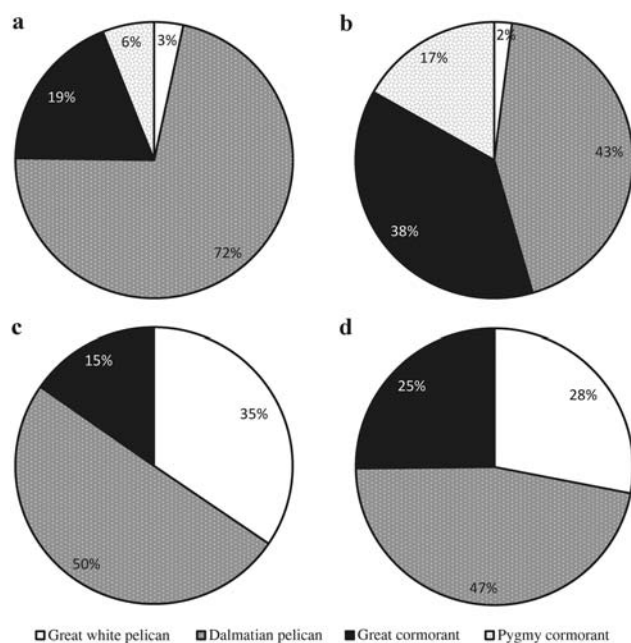 a
b
6%
3%
19%
72%
2%
17%
43%
38%
c
d
15%
35%
50%
25%
28%
47%
Great white pelican Dalmatian pelican Great cormorant Pygmy cormorant